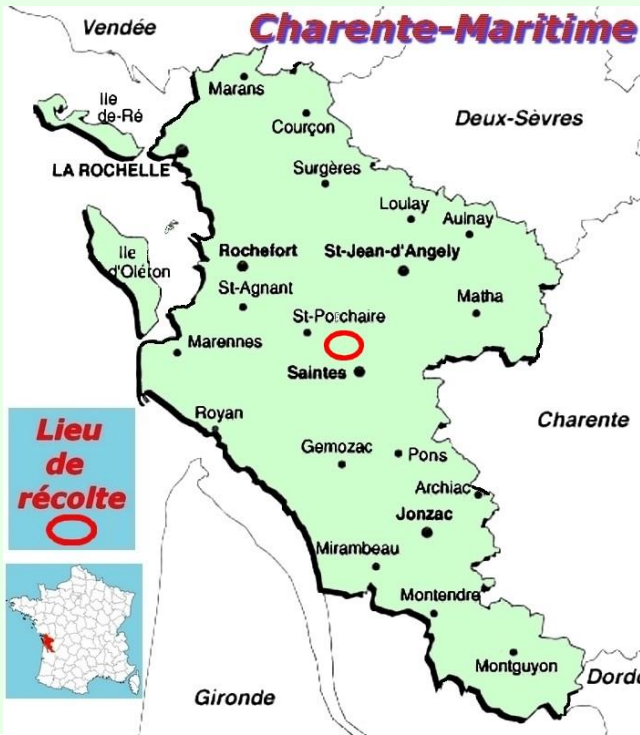 Vendée
Charente-Maritime
Marans
Ile
de-Ré
Courçon
Deux-Sèvres
LA ROCHELLE
Surgères
Loulay
Aulnay
Ile
d'Oléron
Rochefort
St-Jean-d'Angely
St-Agnant
Matha
St-Porchaire
Marennes
Saintes
Royan
Charente
Lieu
de
récolte
Gemozac
Pons
Archiac
Jonzac
Mirambeau
Montendre
Montguyon
Dord
Gironde